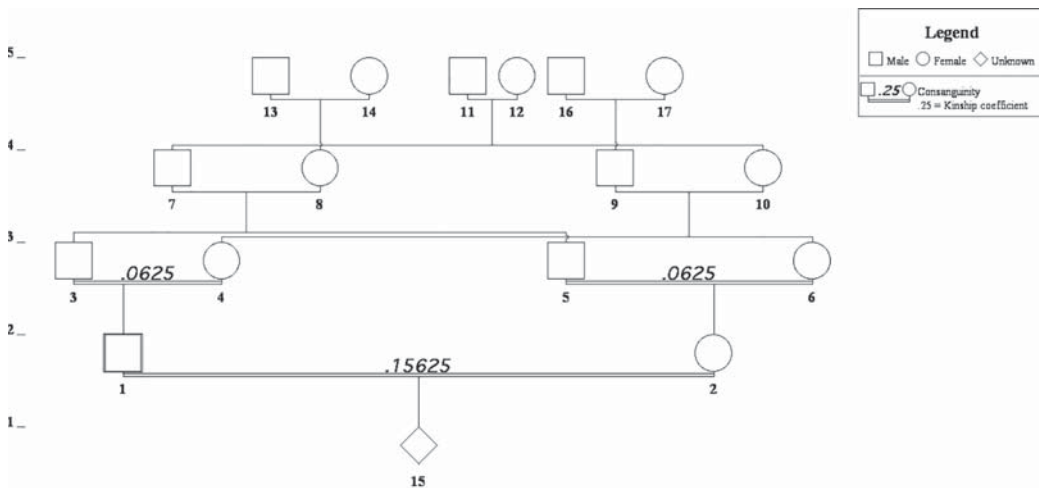 Legend
Male Female Unknown
.25 Consanguinity
.25 = Kinship coefficient
5
13 14 11 12 16 17
4
7 8 9 10
3
.0625 .0625
3 4 5 6
2
.15625
1 2
1
15